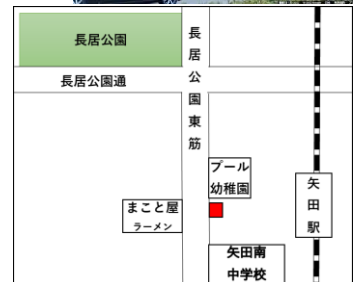 長居公園
長居公園東筋
長居公園通
プール
幼稚園
矢田駅
まこと屋
ラーメン
矢田南
中学校